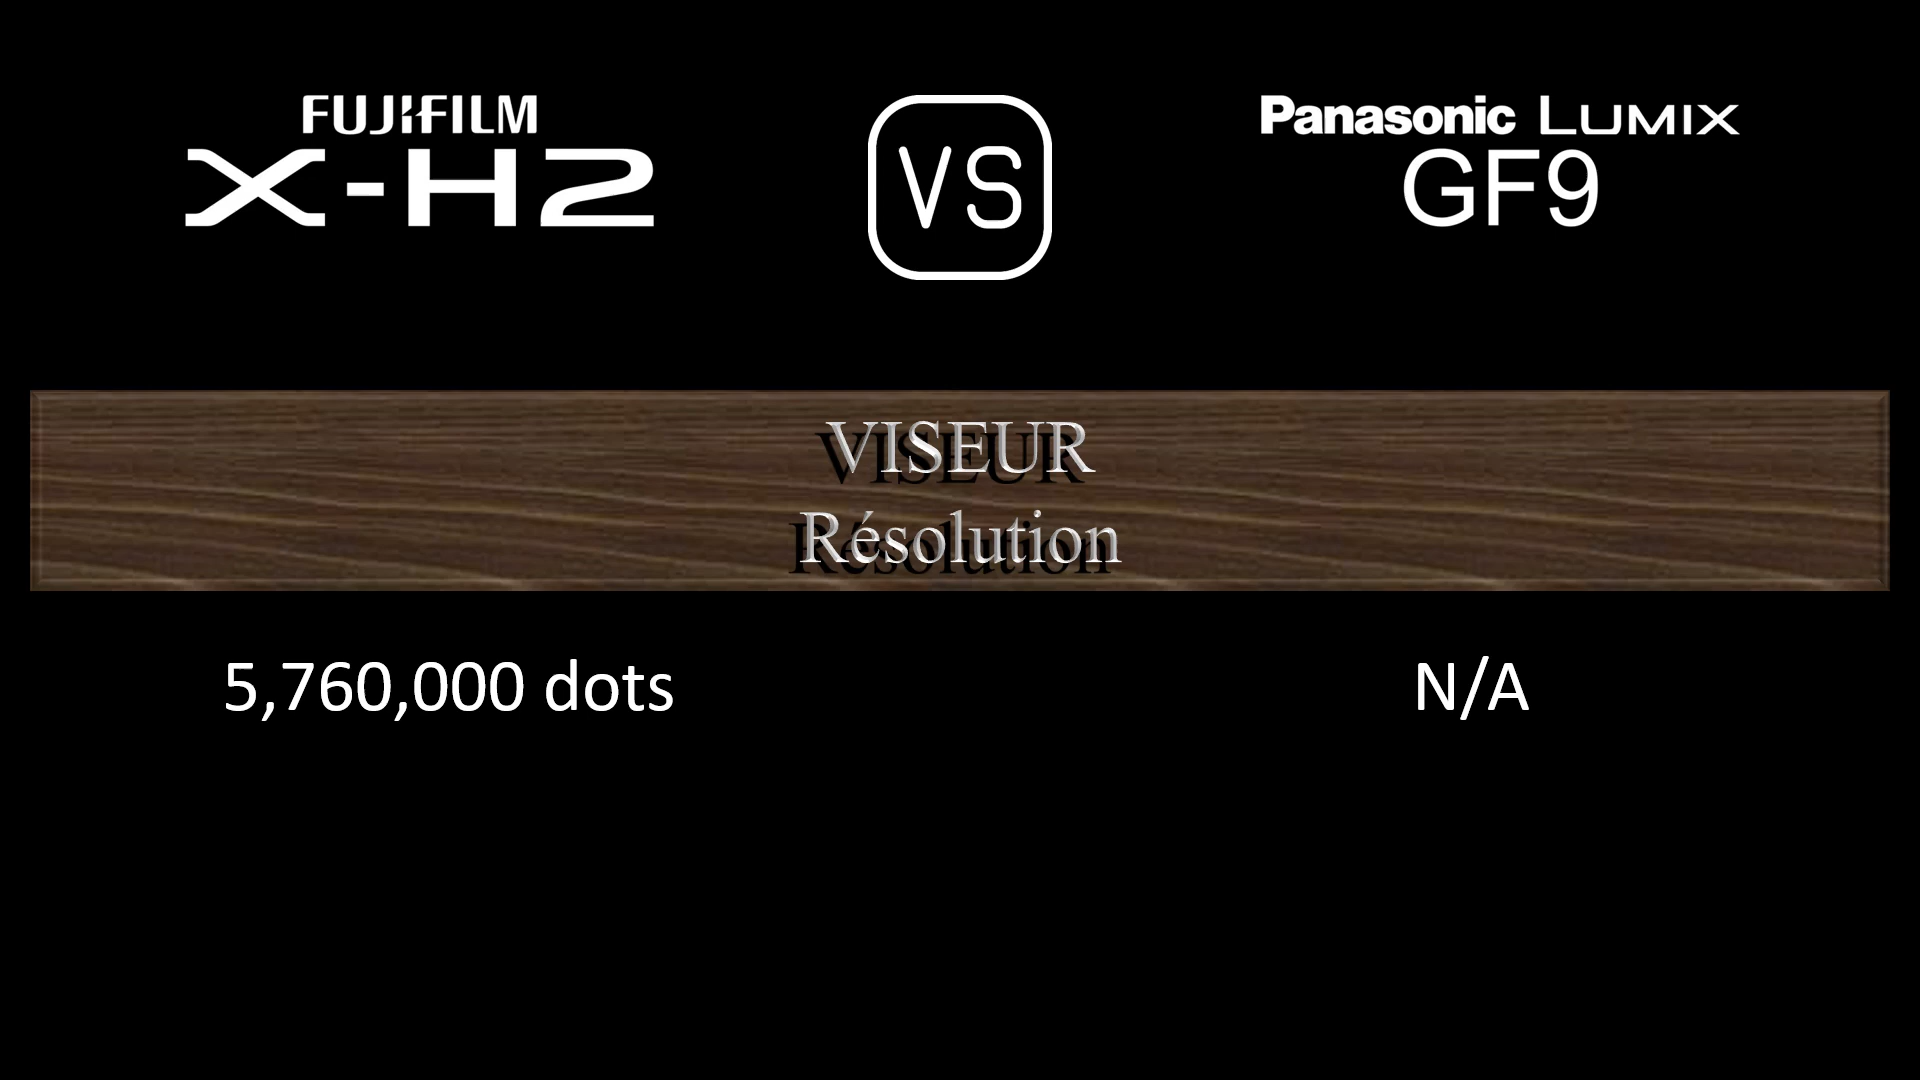 FUJIFILM
X-H2
VS
Panasonic LUMIX
GF9
VISEUR
Résolution
5,760,000 dots
N/A